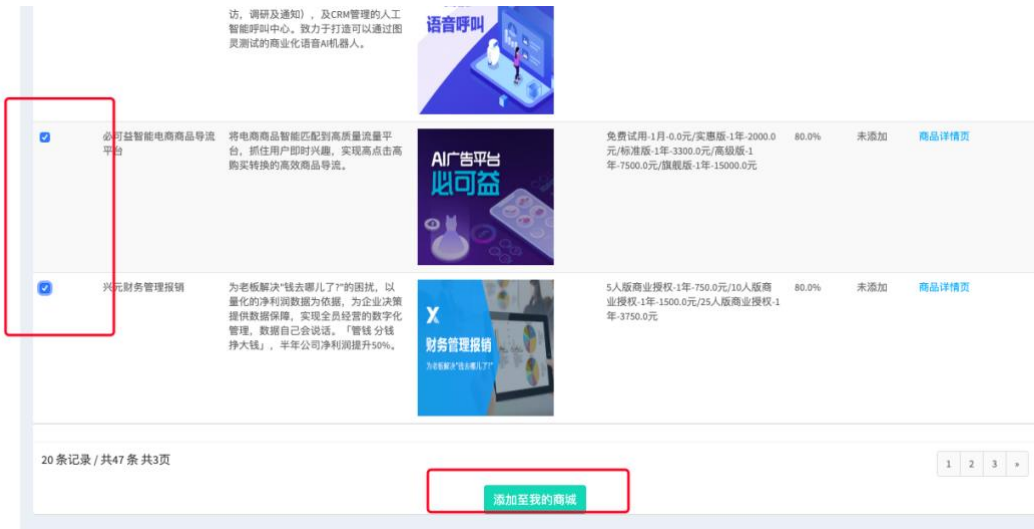 访，调研及通知），及CRM管理的人工
智能呼叫中心。致力于打造可以通过图
灵测试的商业化语音AI机器人。
语音呼叫
必可益智能电商商品导流
平台
将电商商品智能匹配到高质量流量平
台，抓住用户即时兴趣，实现高点击高
购买转换的高效商品导流。
AI广告平台
必可益
免费试用-1月-0.0元/实惠版-1年-2000.0
元/标准版-1年-3300.0元/高级版-1
年-7500.0元/旗舰版-1年-15000.0元
80.0%
未添加
商品详情页
兴元财务管理报销
为老板解决"钱去哪儿了?"的困扰，以
量化的净利润数据为依据，为企业决策
提供数据保障，实现全员经营的数字化
管理，数据自己会说话。「管钱 分钱
挣大钱」，半年公司净利润提升50%。
X
财务管理报销
为老板解决"钱去哪儿了?"
5人版商业授权-1年-750.0元/10人版商
业授权-1年-1500.0元/25人版商业授权-1
年-3750.0元
80.0%
未添加
商品详情页
20 条记录 / 共47 条 共3页
1 2 3 »
添加至我的商城